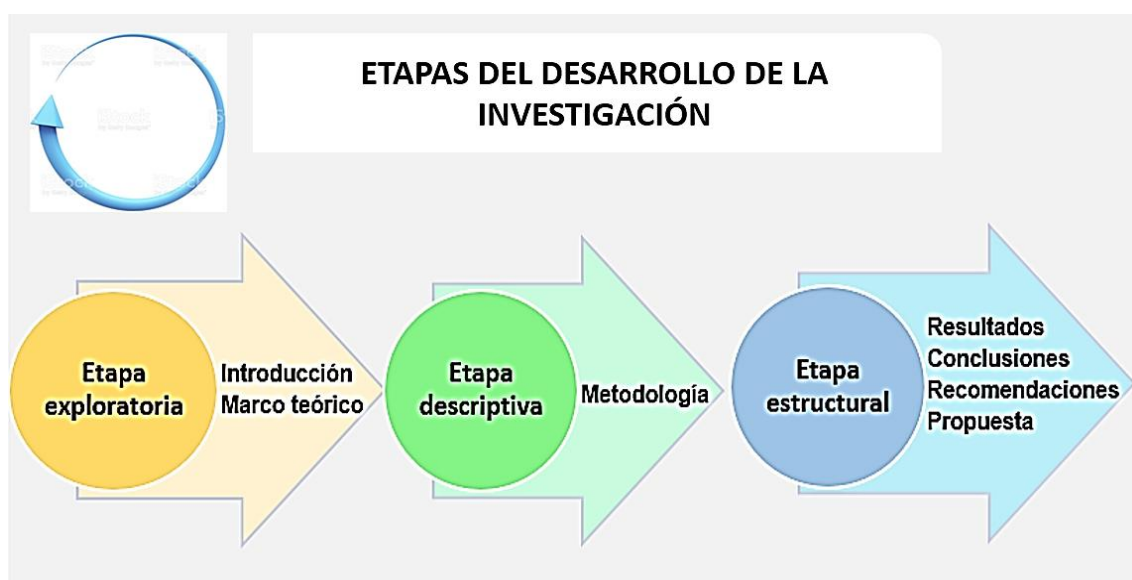 ETAPAS DEL DESARROLLO DE LA
INVESTIGACIÓN
Etapa
exploratoria
Introducción
Marco teórico
Etapa
descriptiva
Metodología
Etapa
estructural
Resultados
Conclusiones
Recomendaciones
Propuesta